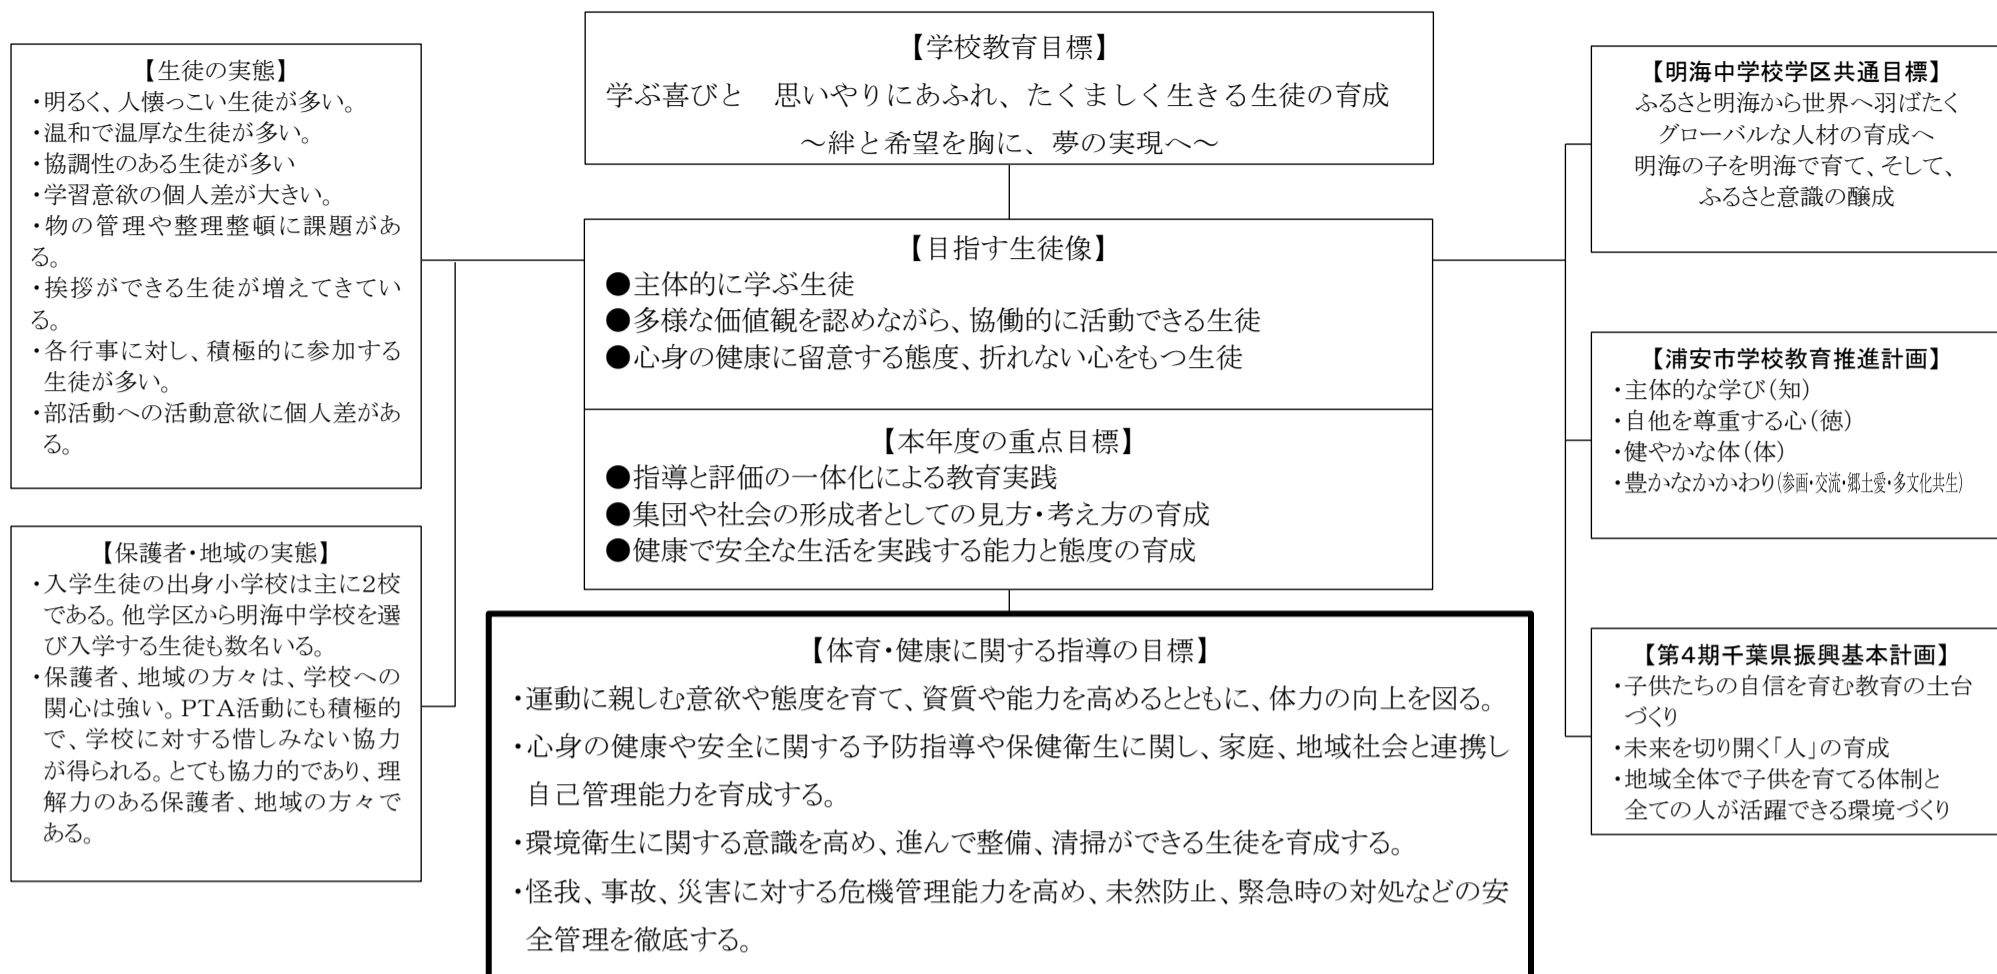 【学校教育目標】
学ぶ喜びと　思いやりにあふれ、たくましく生きる生徒の育成
～絆と希望を胸に、夢の実現へ～
【生徒の実態】
・明るく、人懐っこい生徒が多い。
・温和で温厚な生徒が多い。
・協調性のある生徒が多い
・学習意欲の個人差が大きい。
・物の管理や整理整頓に課題があ
る。
・挨拶ができる生徒が増えてきてい
る。
・各行事に対し、積極的に参加する
生徒が多い。
・部活動への活動意欲に個人差があ
る。
【保護者・地域の実態】
・入学生徒の出身小学校は主に2校
である。他学区から明海中学校を選
び入学する生徒も数名いる。
・保護者、地域の方々は、学校への
関心は強い。PTA活動にも積極的
で、学校に対する惜しみない協力
が得られる。とても協力的であり、理
解力のある保護者、地域の方々で
ある。
【目指す生徒像】
●主体的に学ぶ生徒
●多様な価値観を認めながら、協働的に活動できる生徒
●心身の健康に留意する態度、折れない心をもつ生徒
【本年度の重点目標】
●指導と評価の一体化による教育実践
●集団や社会の形成者としての見方・考え方の育成
●健康で安全な生活を実践する能力と態度の育成
【体育・健康に関する指導の目標】
・運動に親しむ意欲や態度を育て、資質や能力を高めるとともに、体力の向上を図る。
・心身の健康や安全に関する予防指導や保健衛生に関し、家庭、地域社会と連携し
自己管理能力を育成する。
・環境衛生に関する意識を高め、進んで整備、清掃ができる生徒を育成する。
・怪我、事故、災害に対する危機管理能力を高め、未然防止、緊急時の対処などの安
全管理を徹底する。
【明海中学校学区共通目標】
ふるさと明海から世界へ羽ばたく
グローバルな人材の育成へ
明海の子を明海で育て、そして、
ふるさと意識の醸成
【浦安市学校教育推進計画】
・主体的な学び(知)
・自他を尊重する心(徳)
・健やかな体(体)
・豊かなかかわり(参画・交流・郷土愛・多文化共生)
【第4期千葉県振興基本計画】
・子供たちの自信を育む教育の土台
づくり
・未来を切り開く「人」の育成
・地域全体で子供を育てる体制と
全ての人が活躍できる環境づくり